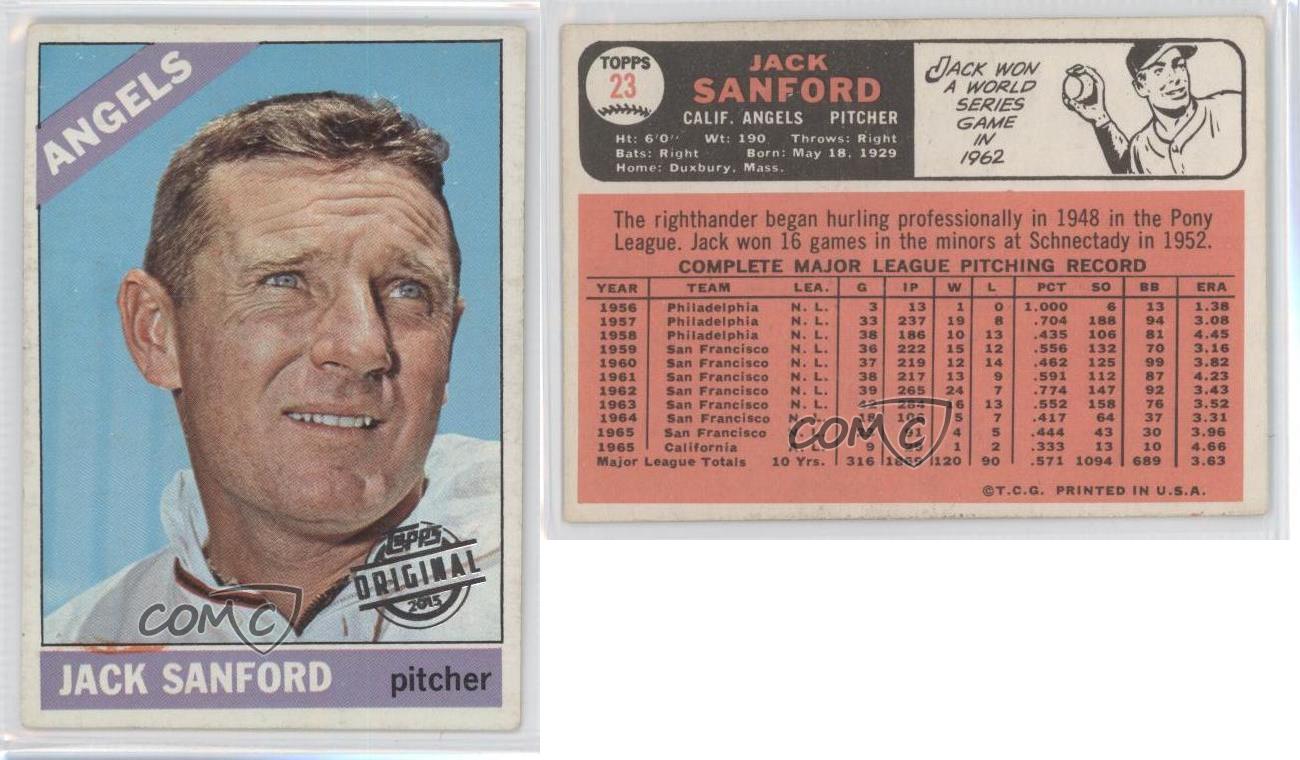 ANGELS
Topps
ORIGINAL
2015
COMC
JACK SANFORD pitcher
TOPPS
23
JACK
SANFORD
CALIF. ANGELS PITCHER
Ht: 6'0" Wt: 190 Throws: Right
Bats: Right Born: May 18, 1929
Home: Duxbury, Mass.
JACK WON
A WORLD
SERIES
GAME
IN
1962
The righthander began hurling professionally in 1948 in the Pony
League. Jack won 16 games in the minors at Schnectady in 1952.
COMPLETE MAJOR LEAGUE PITCHING RECORD
YEAR TEAM LEA. G IP W L PCT SO BB ERA
1956 Philadelphia N. L. 3 13 1 0 1.000 6 13 1.38
1957 Philadelphia N. L. 33 237 19 8 .704 188 94 3.08
1958 Philadelphia N. L. 38 186 10 13 .435 106 81 4.45
1959 San Francisco N. L. 36 222 15 12 .556 132 70 3.16
1960 San Francisco N. L. 37 219 12 14 .462 125 99 3.82
1961 San Francisco N. L. 38 217 13 9 .591 112 87 4.23
1962 San Francisco N. L. 39 265 24 7 .774 147 92 3.43
1963 San Francisco N. L. 42 284 16 13 .552 158 76 3.52
1964 San Francisco N. L. 18 106 5 7 .417 64 37 3.31
1965 San Francisco N. L. 91 4 5 .444 43 30 3.96
1965 California A. L. 9 1 2 .333 13 10 4.66
Major League Totals 10 Yrs. 316 1869 120 90 .571 1094 689 3.63
COMC
©T.C.G. PRINTED IN U.S.A.